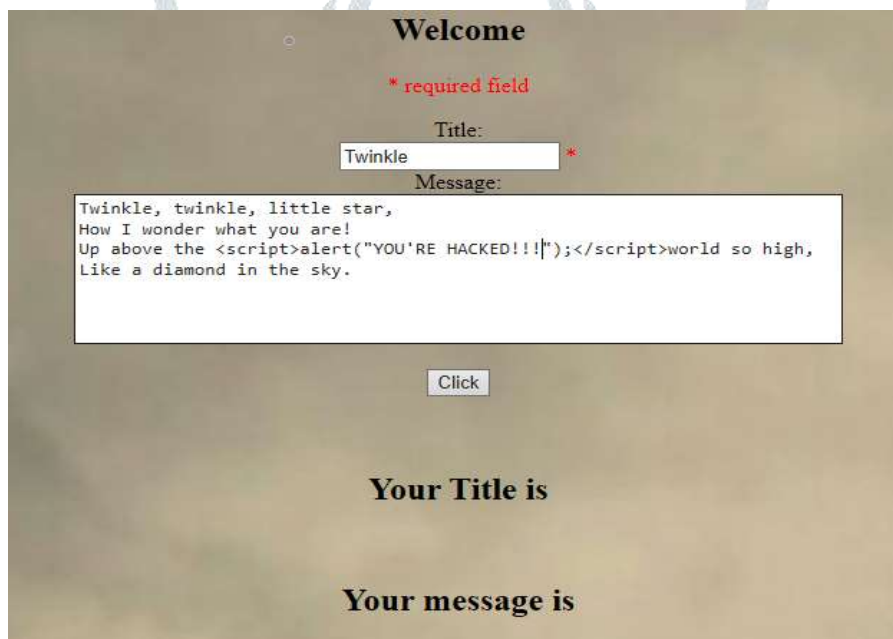 Welcome
* required field
Title:
Twinkle *
Message:
Twinkle, twinkle, little star,
How I wonder what you are!
Up above the <script>alert("YOU'RE HACKED!!!");</script>world so high,
Like a diamond in the sky.
Click
Your Title is
Your message is